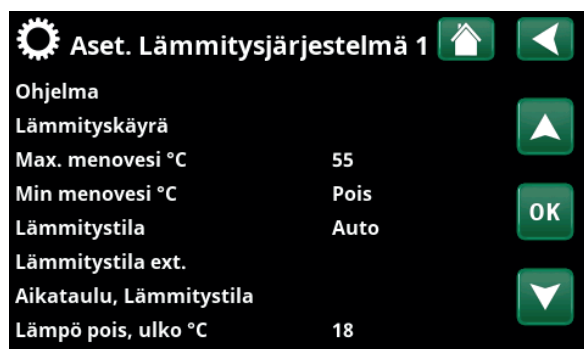 Aset. Lämmitysjärjestelmä 1
Ohjelma
Lämmityskäyrä
Max. menovesi °C 55
Min menovesi °C Pois
Lämmitystila Auto
OK
Lämmitystila ext.
Aikataulu, Lämmitystila
Lämpö pois, ulko °C 18